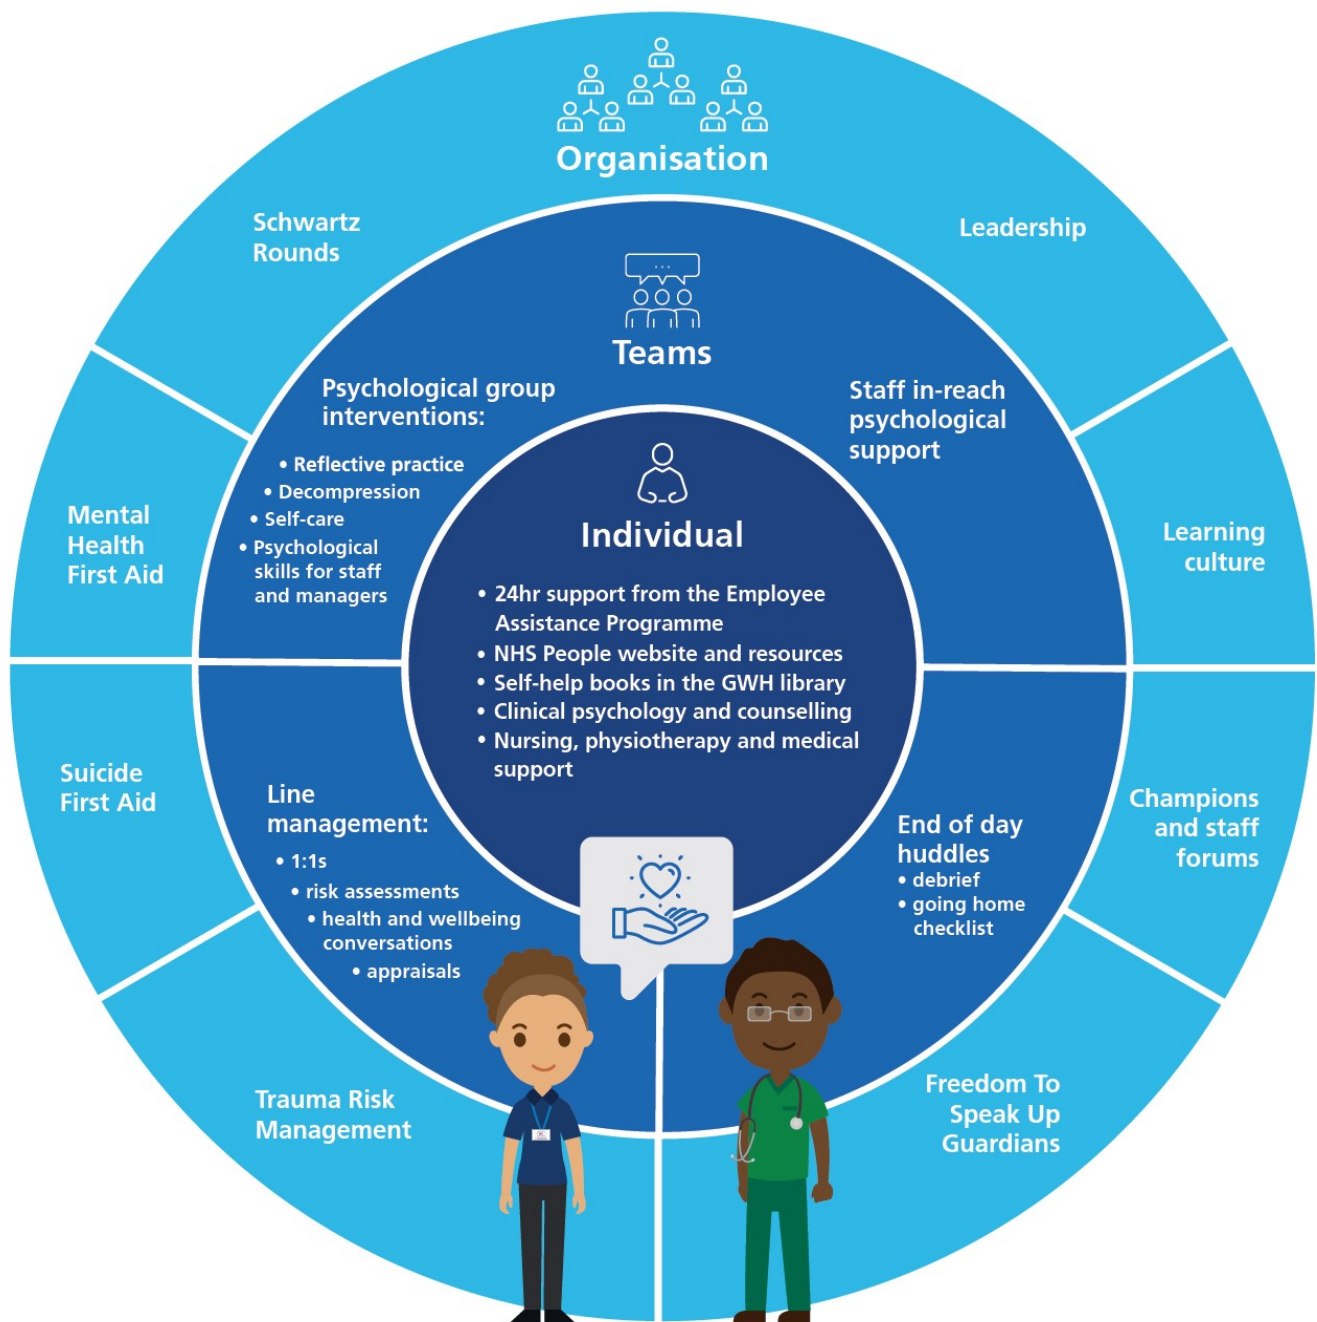 Organisation
Schwartz
Rounds
Leadership
Mental
Health
First Aid
Learning
culture
Suicide
First Aid
Champions
and staff
forums
Trauma Risk
Management
Freedom To
Speak Up
Guardians
Teams
Psychological group
interventions:
• Reflective practice
• Decompression
• Self-care
• Psychological
skills for staff
and managers
Staff in-reach
psychological
support
Line
management:
• 1:1s
• risk assessments
• health and wellbeing
conversations
• appraisals
End of day
huddles
• debrief
• going home
checklist
Individual
• 24hr support from the Employee
Assistance Programme
• NHS People website and resources
• Self-help books in the GWH library
• Clinical psychology and counselling
• Nursing, physiotherapy and medical
support